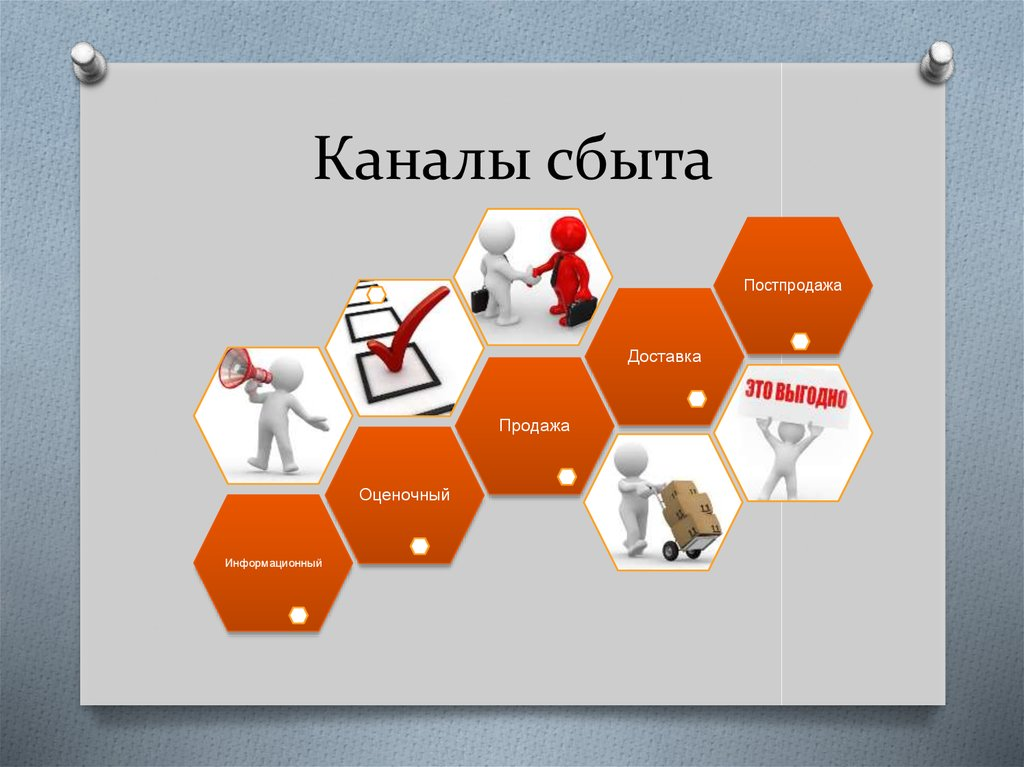 Каналы сбыта
Постпродажа
Доставка
ЭТО ВЫГОДНО
Продажа
Оценочный
Информационный